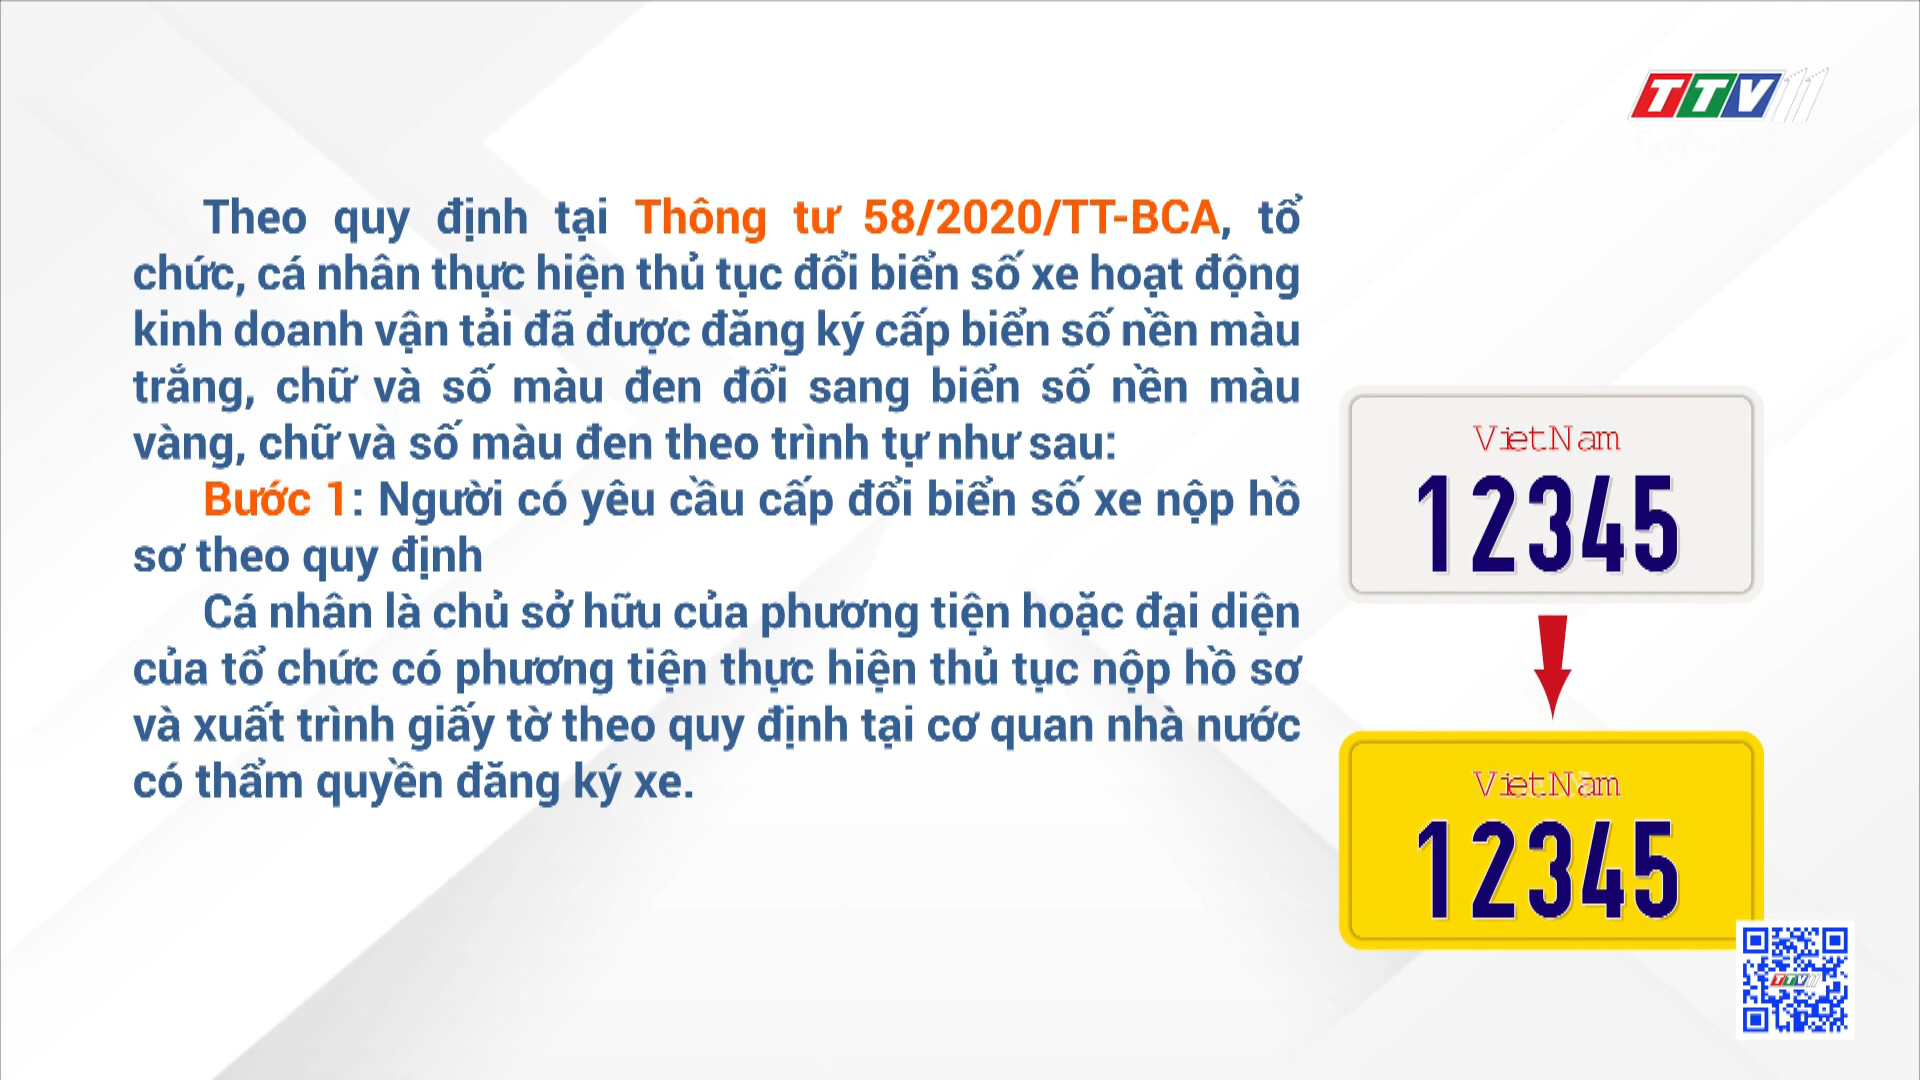 TTV11
Theo quy định tại Thông tư 58/2020/TT-BCA, tổ
chức, cá nhân thực hiện thủ tục đổi biển số xe hoạt động
kinh doanh vận tải đã được đăng ký cấp biển số nền màu
trắng, chữ và số màu đen đổi sang biển số nền màu
vàng, chữ và số màu đen theo trình tự như sau:
Bước 1: Người có yêu cầu cấp đổi biển số xe nộp hồ
sơ theo quy định
Cá nhân là chủ sở hữu của phương tiện hoặc đại diện
của tổ chức có phương tiện thực hiện thủ tục nộp hồ sơ
và xuất trình giấy tờ theo quy định tại cơ quan nhà nước
có thẩm quyền đăng ký xe.
VietNam
12345
VietNam
12345
TTV11